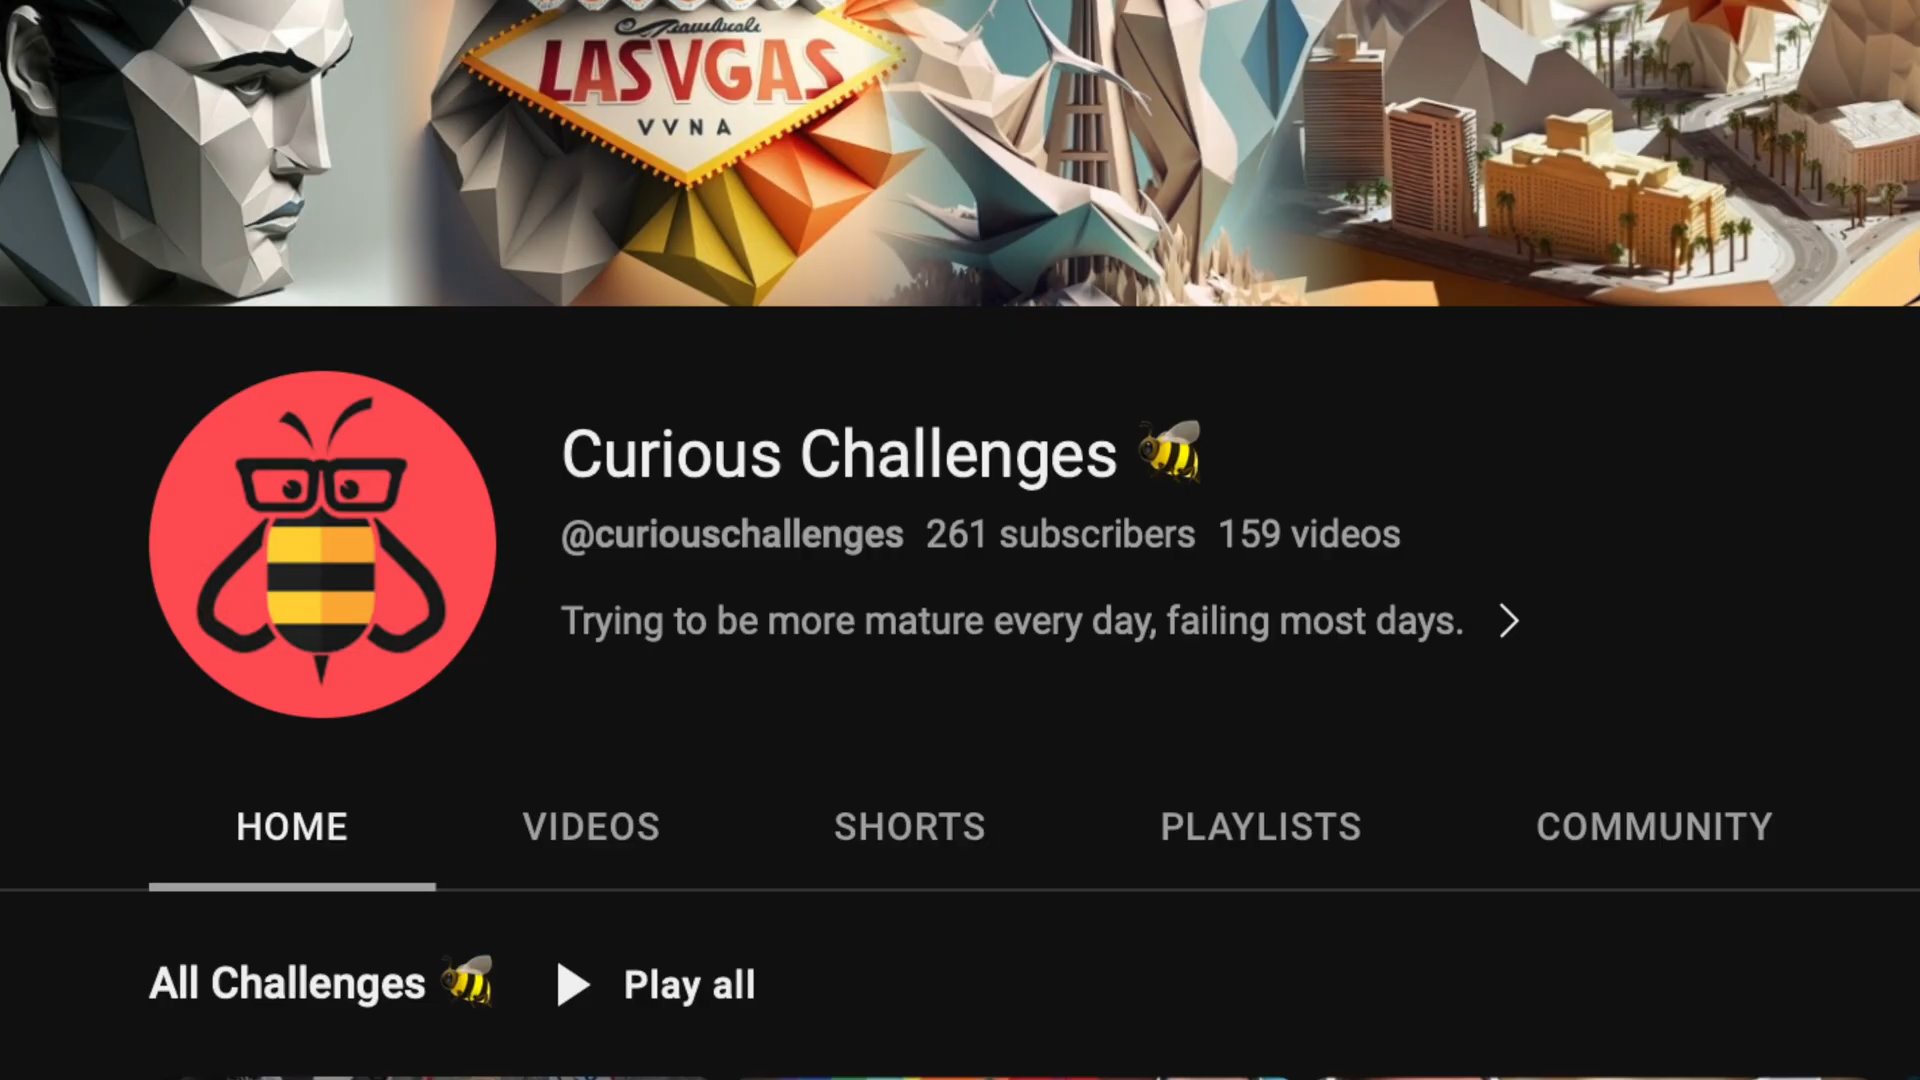 LASVGAS
VVNA
Curious Challenges 🐝
@curiouschallenges 261 subscribers 159 videos
Trying to be more mature every day, failing most days.
HOME VIDEOS SHORTS PLAYLISTS COMMUNITY
All Challenges 🐝 Play all